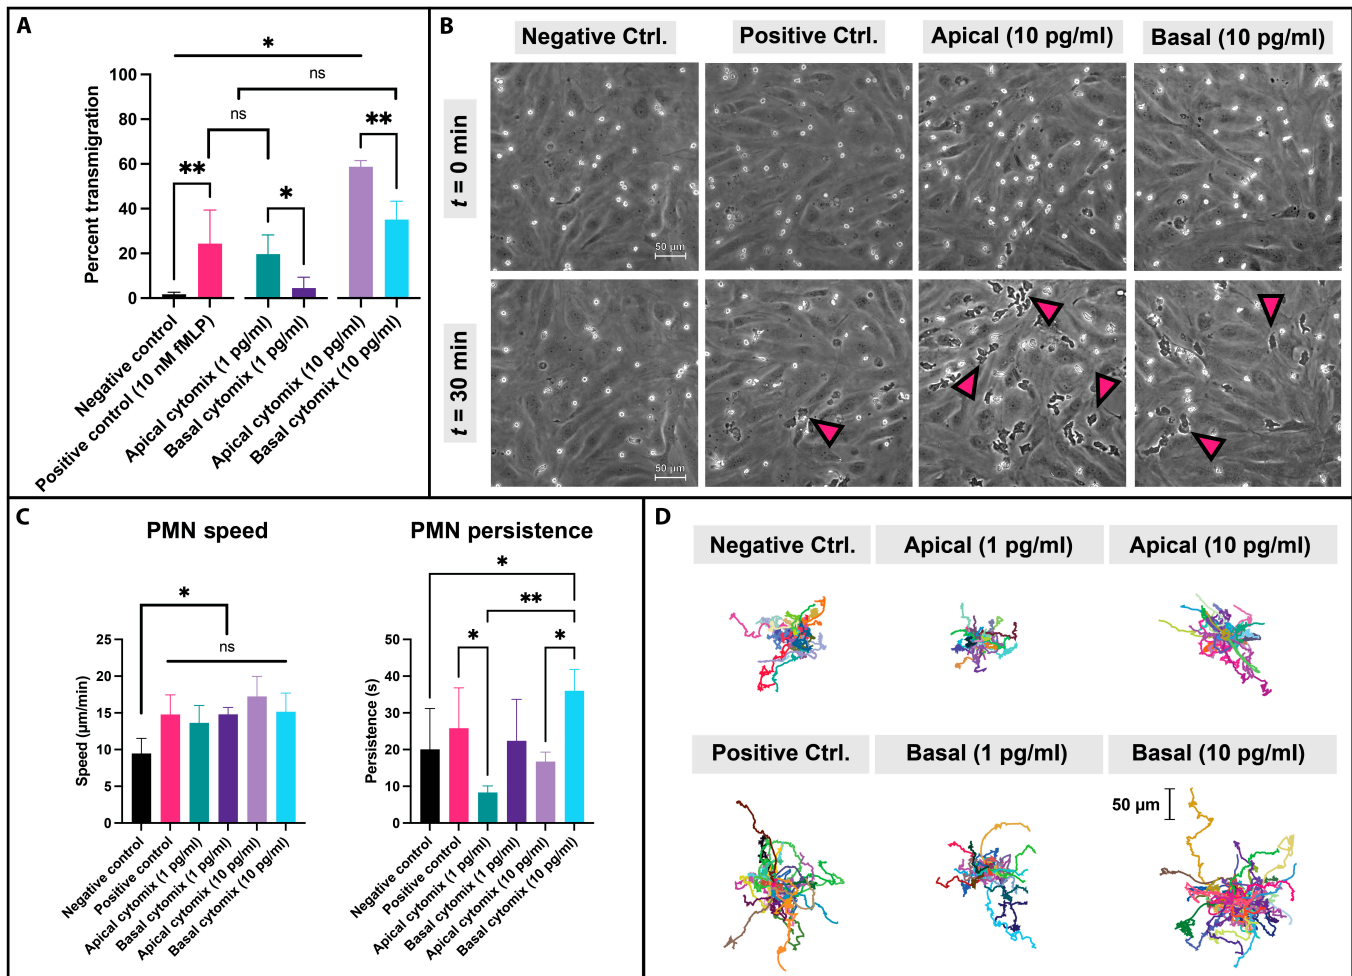 A
*
ns
ns
**
**
*
Percent transmigration
100
80
60
40
20
0
Negative control
Positive control (10 nM fMLP)
Apical cytomix (1 pg/ml)
Basal cytomix (1 pg/ml)
Apical cytomix (10 pg/ml)
Basal cytomix (10 pg/ml)
B
Negative Ctrl.
Positive Ctrl.
Apical (10 pg/ml)
Basal (10 pg/ml)
t = 0 min
50 µm
t = 30 min
50 µm
C
PMN speed
*
ns
Speed (µm/min)
25
20
15
10
5
0
Negative control
Positive control
Apical cytomix (1 pg/ml)
Basal cytomix (1 pg/ml)
Apical cytomix (10 pg/ml)
Basal cytomix (10 pg/ml)
PMN persistence
*
**
*
*
Persistence (s)
50
40
30
20
10
0
Negative control
Positive control
Apical cytomix (1 pg/ml)
Basal cytomix (1 pg/ml)
Apical cytomix (10 pg/ml)
Basal cytomix (10 pg/ml)
D
Negative Ctrl.
Apical (1 pg/ml)
Apical (10 pg/ml)
Positive Ctrl.
Basal (1 pg/ml)
Basal (10 pg/ml)
50 µm